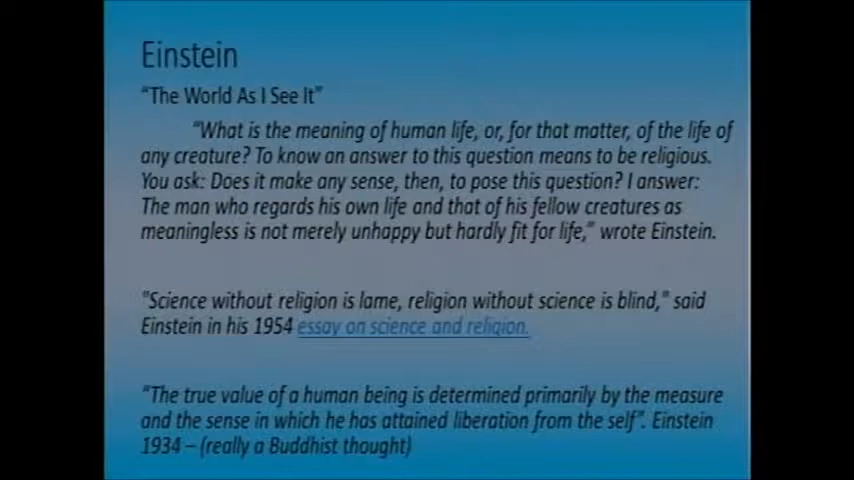 Einstein
“The World As I See It”
“What is the meaning of human life, or, for that matter, of the life of
any creature? To know an answer to this question means to be religious.
You ask: Does it make any sense, then, to pose this question? I answer:
The man who regards his own life and that of his fellow creatures as
meaningless is not merely unhappy but hardly fit for life,” wrote Einstein.
"Science without religion is lame, religion without science is blind," said
Einstein in his 1954 essay on science and religion.
“The true value of a human being is determined primarily by the measure
and the sense in which he has attained liberation from the self”. Einstein
1934 – (really a Buddhist thought)